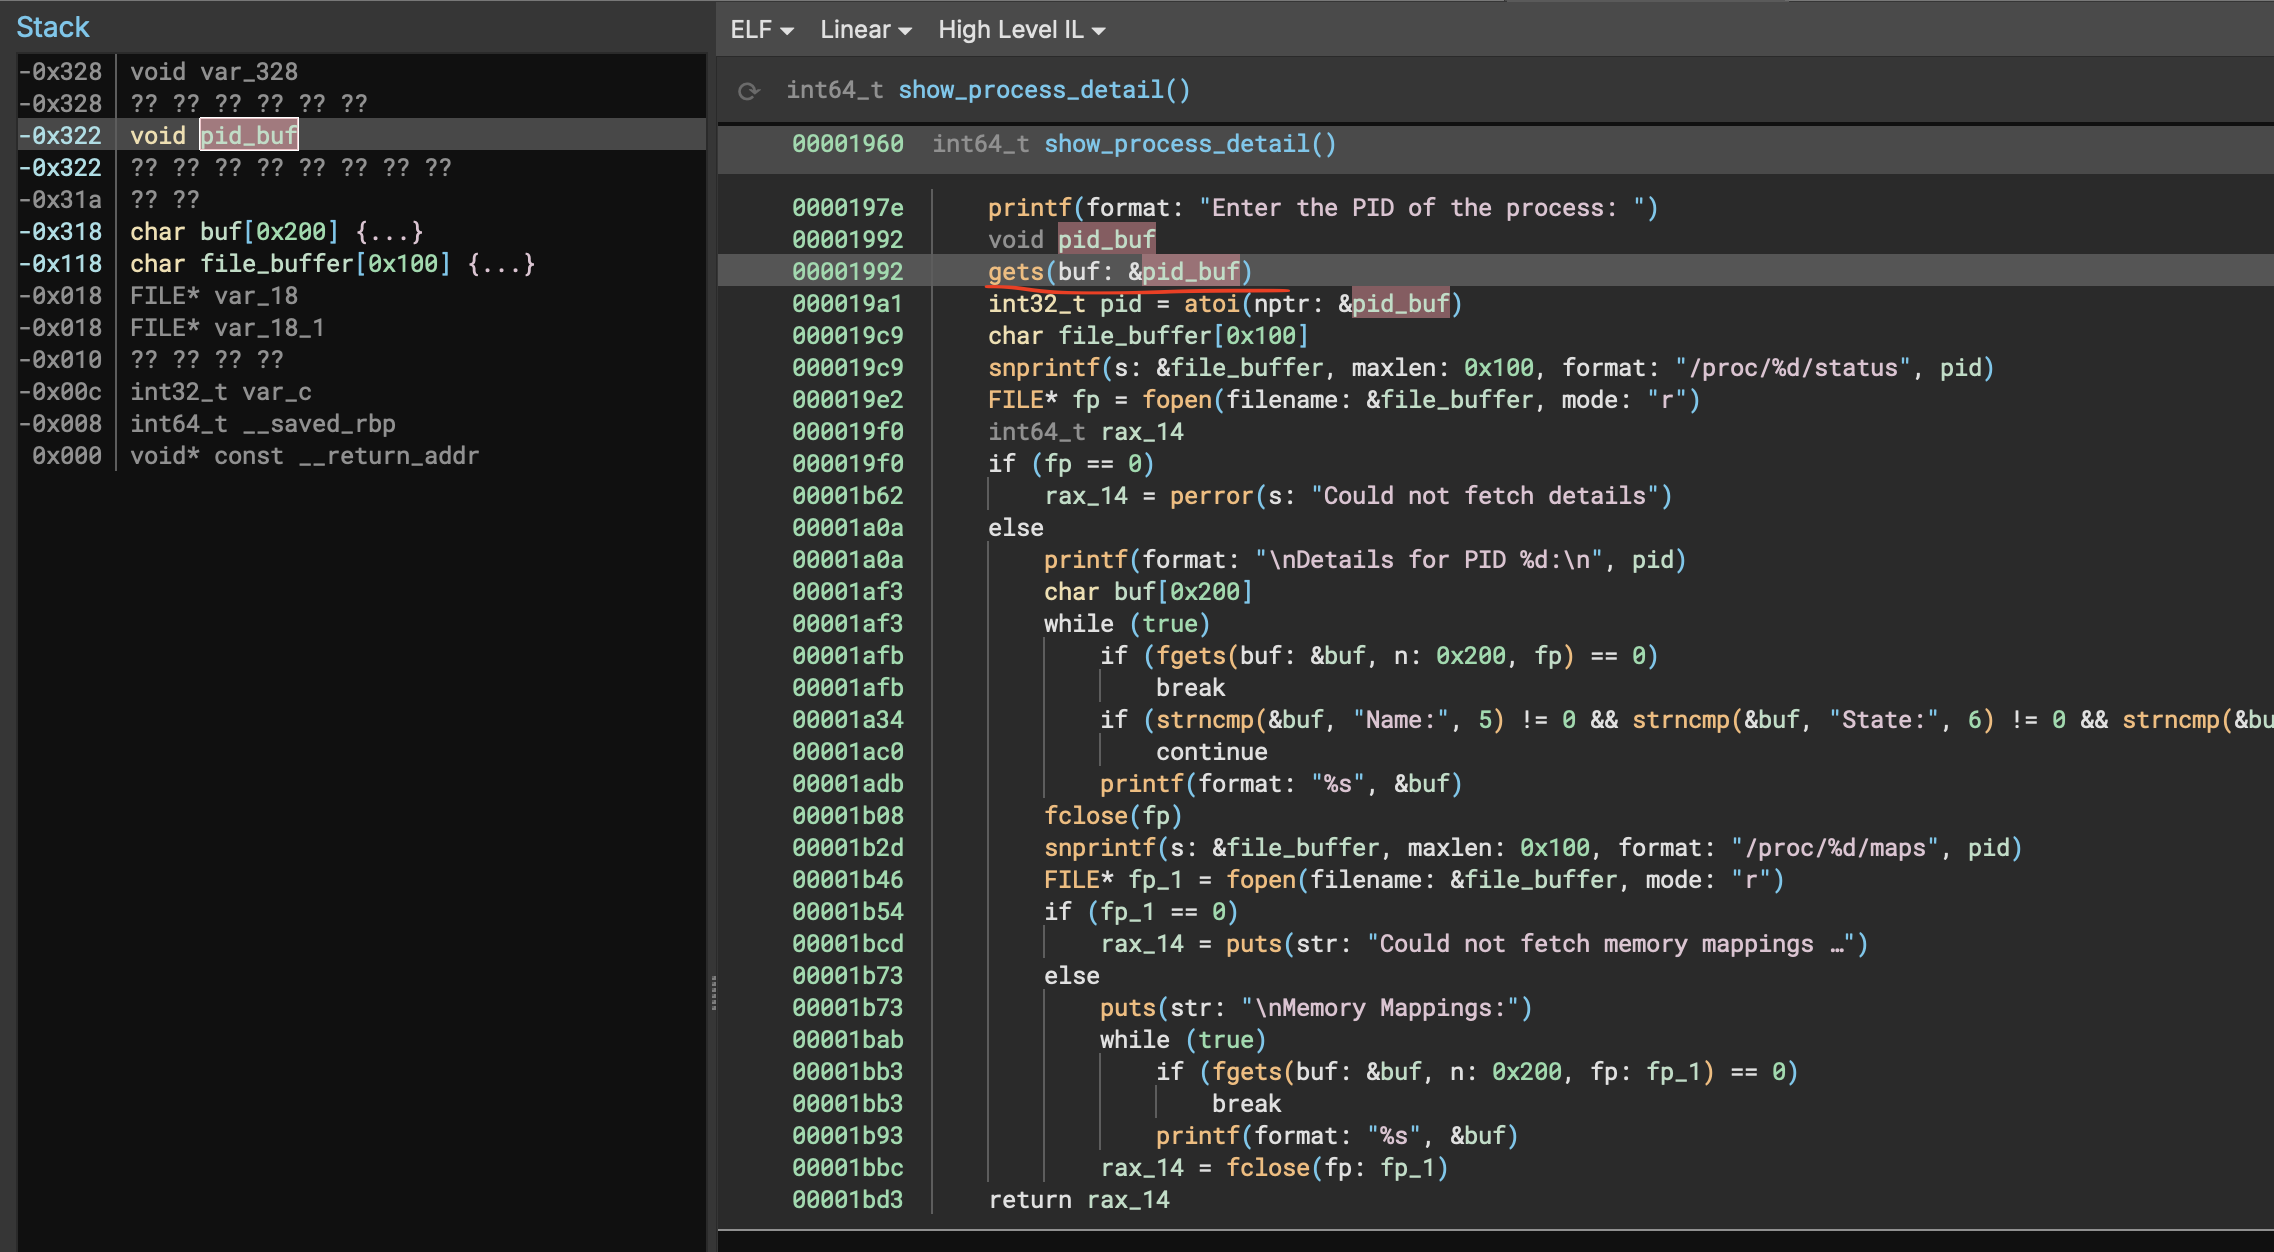 Stack
-0x328 void var_328
-0x328 ?? ?? ?? ?? ?? ??
-0x322 void pid_buf
-0x322 ?? ?? ?? ?? ?? ?? ?? ??
-0x31a ?? ??
-0x318 char buf[0x200] {...}
-0x118 char file_buffer[0x100] {...}
-0x018 FILE* var_18
-0x018 FILE* var_18_1
-0x010 ?? ?? ?? ??
-0x00c int32_t var_c
-0x008 int64_t __saved_rbp
0x000 void* const __return_addr
ELF Linear High Level IL
int64_t show_process_detail()
00001960 int64_t show_process_detail()
0000197e printf(format: "Enter the PID of the process: ")
00001992 void pid_buf
00001992 gets(buf: &pid_buf)
000019a1 int32_t pid = atoi(nptr: &pid_buf)
000019c9 char file_buffer[0x100]
000019c9 snprintf(s: &file_buffer, maxlen: 0x100, format: "/proc/%d/status", pid)
000019e2 FILE* fp = fopen(filename: &file_buffer, mode: "r")
000019f0 int64_t rax_14
000019f0 if (fp == 0)
00001b62 rax_14 = perror(s: "Could not fetch details")
00001a0a else
00001a0a printf(format: "\nDetails for PID %d:\n", pid)
00001af3 char buf[0x200]
00001af3 while (true)
00001afb if (fgets(buf: &buf, n: 0x200, fp) == 0)
00001afb break
00001a34 if (strncmp(&buf, "Name:", 5) != 0 && strncmp(&buf, "State:", 6) != 0 && strncmp(&bu
00001ac0 continue
00001adb printf(format: "%s", &buf)
00001b08 fclose(fp)
00001b2d snprintf(s: &file_buffer, maxlen: 0x100, format: "/proc/%d/maps", pid)
00001b46 FILE* fp_1 = fopen(filename: &file_buffer, mode: "r")
00001b54 if (fp_1 == 0)
00001bcd rax_14 = puts(str: "Could not fetch memory mappings …")
00001b73 else
00001b73 puts(str: "\nMemory Mappings:")
00001bab while (true)
00001bb3 if (fgets(buf: &buf, n: 0x200, fp: fp_1) == 0)
00001bb3 break
00001b93 printf(format: "%s", &buf)
00001bbc rax_14 = fclose(fp: fp_1)
00001bd3 return rax_14